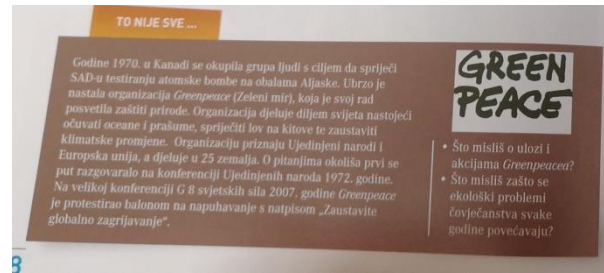 TO NIJE SVE ...
Godine 1970. u Kanadi se okupila grupa ljudi s ciljem da spriječi
SAD-u testiranju atomske bombe na obalama Aljaske. Ubrzo je
nastala organizacija Greenpeace (Zeleni mir), koja je svoj rad
posvetila zaštiti prirode. Organizacija djeluje diljem svijeta nastojeći
očuvati oceane i prašume, spriječiti lov na kitove te zaustaviti
klimatske promjene. Organizaciju priznaju Ujedinjeni narodi i
Europska unija, a djeluje u 25 zemalja. O pitanjima okoliša prvi se
put razgovaralo na konferenciji Ujedinjenih naroda 1972. godine.
Na velikoj konferenciji G 8 svjetskih sila 2007. godine Greenpeace
je protestirao balonom na napuhavanje s natpisom „Zaustavite
globalno zagrijavanje“.
GREEN
PEACE
• Što misliš o ulozi i
akcijama Greenpeacea?
• Što misliš zašto se
ekološki problemi
čovječanstva svake
godine povećavaju?
8